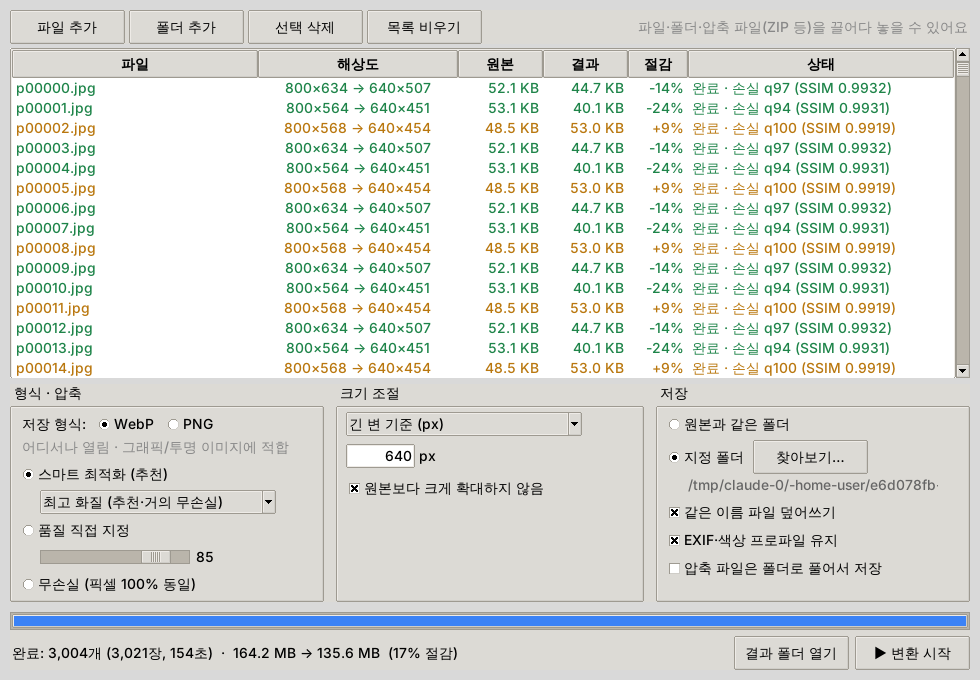 파일 추가 폴더 추가 선택 삭제 목록 비우기 파일·폴더·압축 파일(ZIP 등)을 끌어다 놓을 수 있어요
파일 해상도 원본 결과 절감 상태
p00000.jpg 800×634 → 640×507 52.1 KB 44.7 KB -14% 완료 · 손실 q97 (SSIM 0.9932)
p00001.jpg 800×564 → 640×451 53.1 KB 40.1 KB -24% 완료 · 손실 q94 (SSIM 0.9931)
p00002.jpg 800×568 → 640×454 48.5 KB 53.0 KB +9% 완료 · 손실 q100 (SSIM 0.9919)
p00003.jpg 800×634 → 640×507 52.1 KB 44.7 KB -14% 완료 · 손실 q97 (SSIM 0.9932)
p00004.jpg 800×564 → 640×451 53.1 KB 40.1 KB -24% 완료 · 손실 q94 (SSIM 0.9931)
p00005.jpg 800×568 → 640×454 48.5 KB 53.0 KB +9% 완료 · 손실 q100 (SSIM 0.9919)
p00006.jpg 800×634 → 640×507 52.1 KB 44.7 KB -14% 완료 · 손실 q97 (SSIM 0.9932)
p00007.jpg 800×564 → 640×451 53.1 KB 40.1 KB -24% 완료 · 손실 q94 (SSIM 0.9931)
p00008.jpg 800×568 → 640×454 48.5 KB 53.0 KB +9% 완료 · 손실 q100 (SSIM 0.9919)
p00009.jpg 800×634 → 640×507 52.1 KB 44.7 KB -14% 완료 · 손실 q97 (SSIM 0.9932)
p00010.jpg 800×564 → 640×451 53.1 KB 40.1 KB -24% 완료 · 손실 q94 (SSIM 0.9931)
p00011.jpg 800×568 → 640×454 48.5 KB 53.0 KB +9% 완료 · 손실 q100 (SSIM 0.9919)
p00012.jpg 800×634 → 640×507 52.1 KB 44.7 KB -14% 완료 · 손실 q97 (SSIM 0.9932)
p00013.jpg 800×564 → 640×451 53.1 KB 40.1 KB -24% 완료 · 손실 q94 (SSIM 0.9931)
p00014.jpg 800×568 → 640×454 48.5 KB 53.0 KB +9% 완료 · 손실 q100 (SSIM 0.9919)
형식 · 압축
저장 형식: WebP PNG
어디서나 열림 · 그래픽/투명 이미지에 적합
스마트 최적화 (추천)
최고 화질 (추천·거의 무손실)
품질 직접 지정
85
무손실 (픽셀 100% 동일)
크기 조절
긴 변 기준 (px)
640 px
원본보다 크게 확대하지 않음
저장
원본과 같은 폴더
지정 폴더 찾아보기...
/tmp/claude-0/-home-user/e6d078fb-
같은 이름 파일 덮어쓰기
EXIF·색상 프로파일 유지
압축 파일은 폴더로 풀어서 저장
완료: 3,004개 (3,021장, 154초) · 164.2 MB → 135.6 MB (17% 절감) 결과 폴더 열기 ▶ 변환 시작